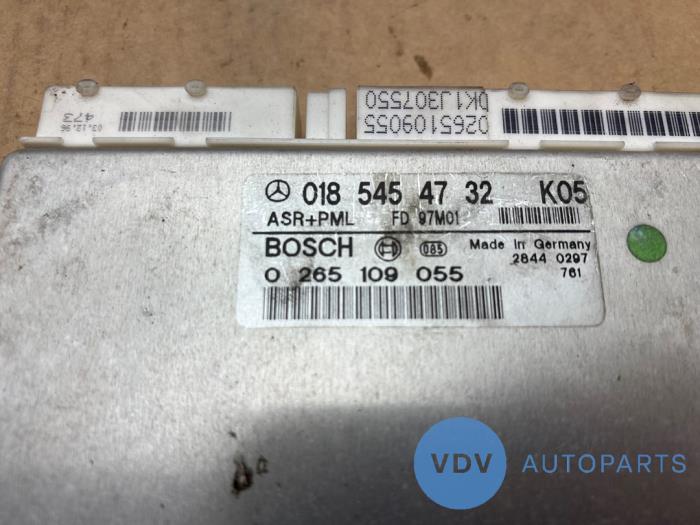 03.12.96
473
0265109055
DK1J307550
018 545 47 32 K05
ASR+PML FD 97M01
BOSCH 085 Made In Germany
2844 0297
0 265 109 055 761
VDV AUTOPARTS